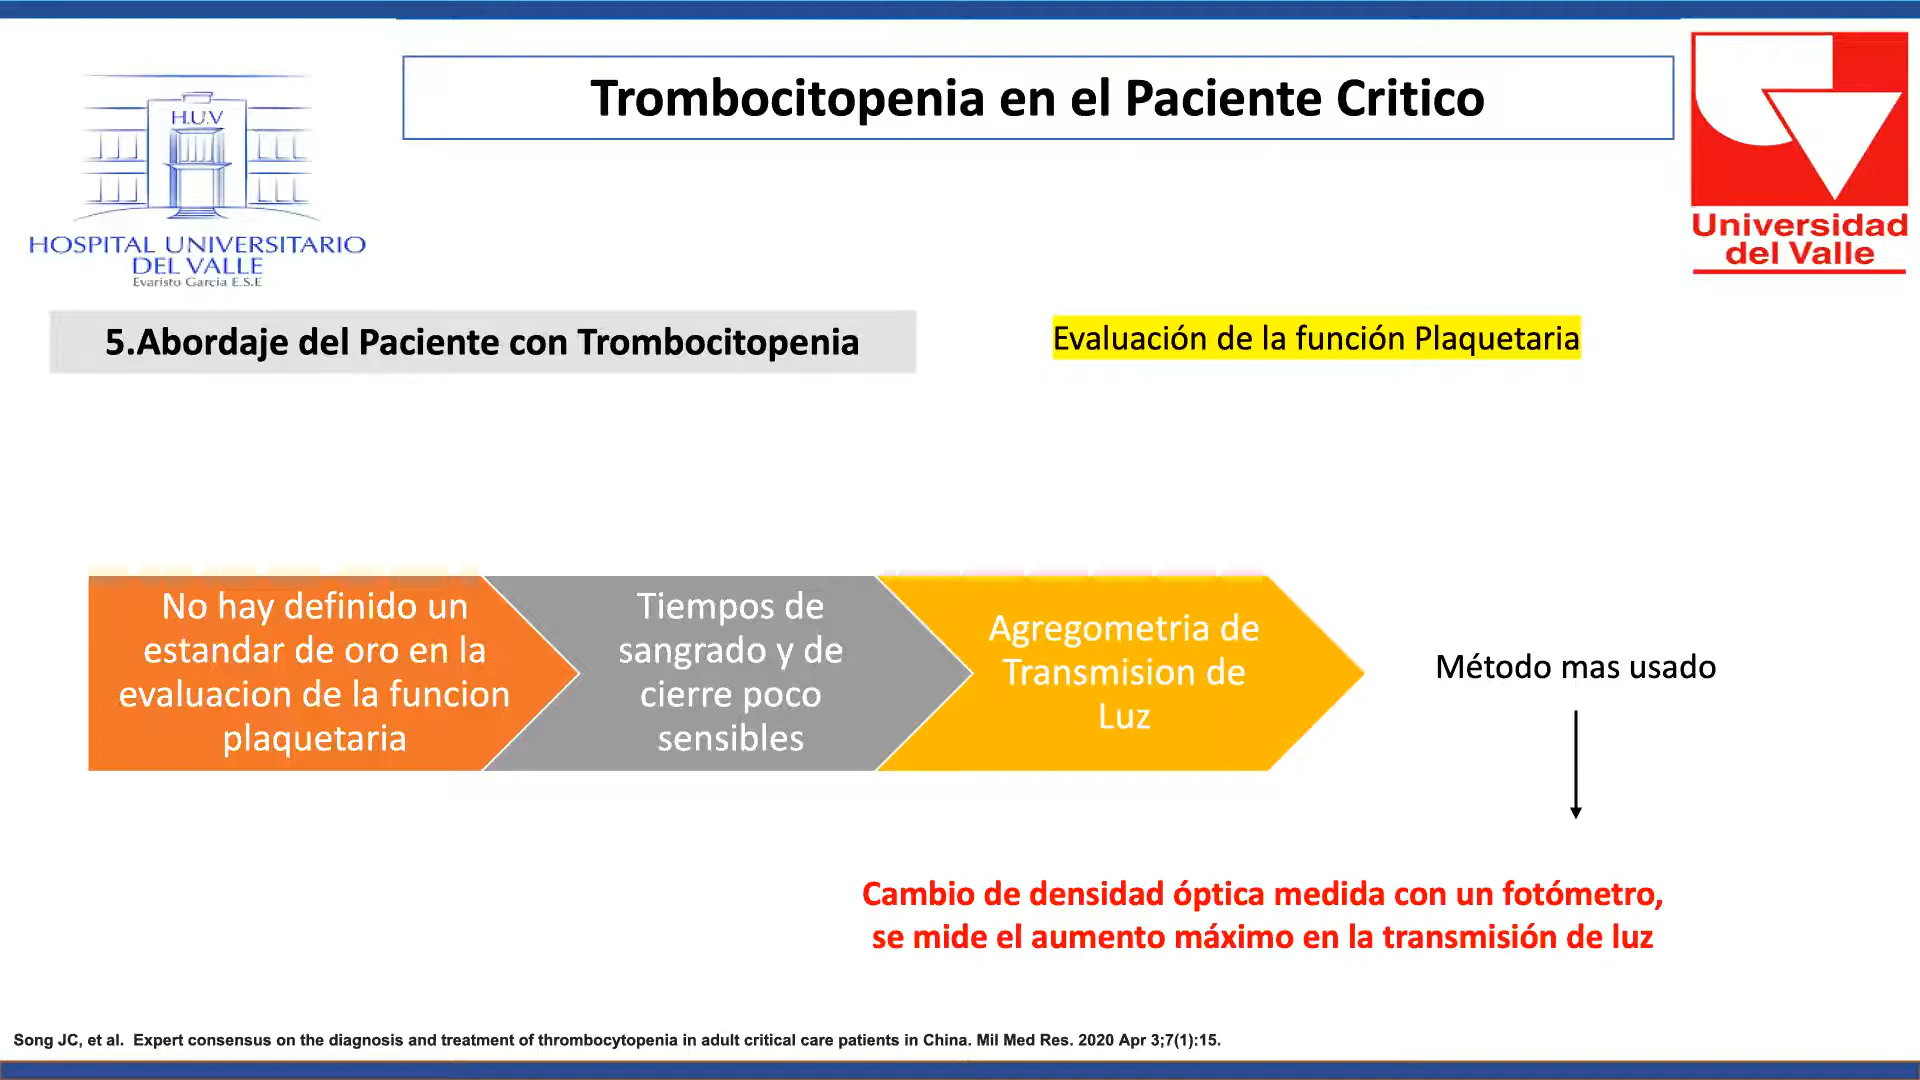 Trombocitopenia en el Paciente Critico
H.U.V
HOSPITAL UNIVERSITARIO
DEL VALLE
Evaristo Garcia E.S.E
Universidad
del Valle
5.Abordaje del Paciente con Trombocitopenia
Evaluación de la función Plaquetaria
No hay definido un
estandar de oro en la
evaluacion de la funcion
plaquetaria
Tiempos de
sangrado y de
cierre poco
sensibles
Agregometria de
Transmision de
Luz
Método mas usado
Cambio de densidad óptica medida con un fotómetro,
se mide el aumento máximo en la transmisión de luz
Song JC, et al. Expert consensus on the diagnosis and treatment of thrombocytopenia in adult critical care patients in China. Mil Med Res. 2020 Apr 3;7(1):15.